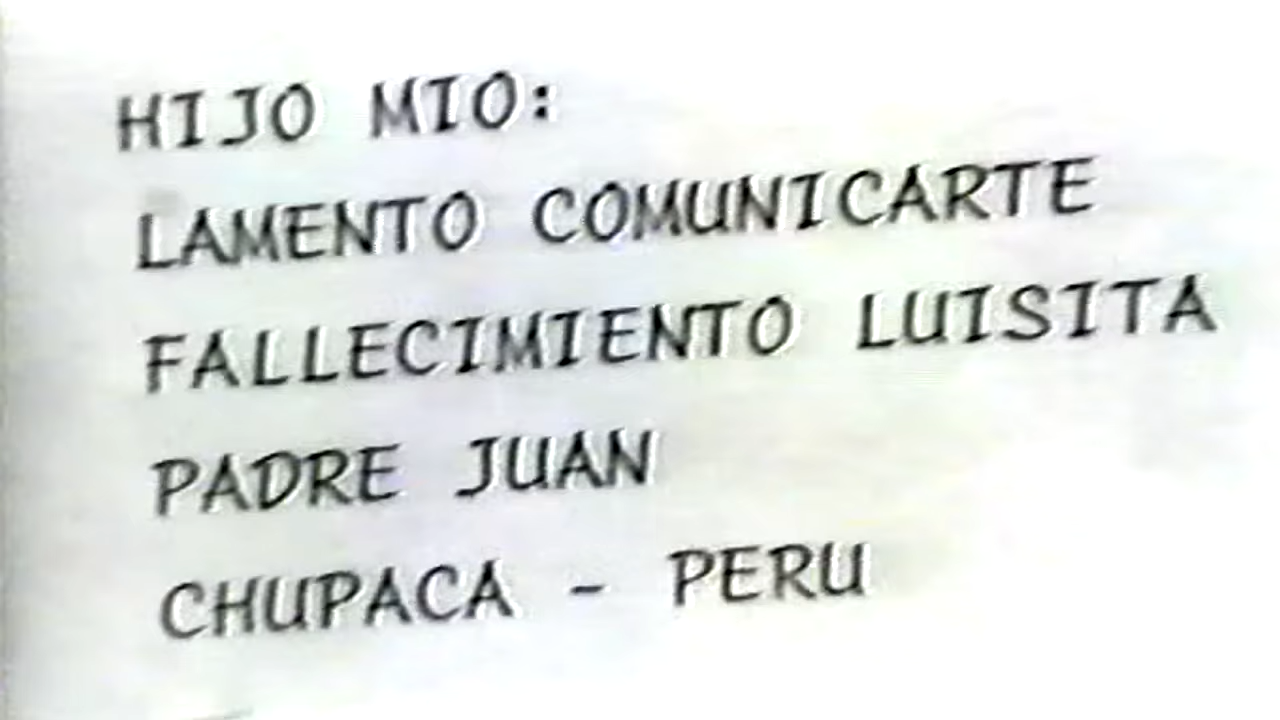 HIJO MIO:
LAMENTO COMUNICARTE
FALLECIMIENTO LUISITA
PADRE JUAN
CHUPACA - PERU